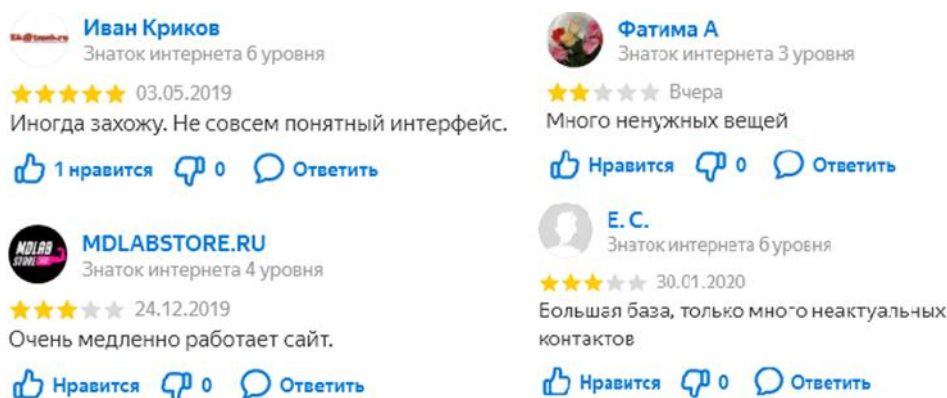 Иван Криков
Знаток интернета 6 уровня
03.05.2019
Иногда захожу. Не совсем понятный интерфейс.
1 нравится 0 Ответить
MDLAB
STORE
MDLABSTORE.RU
Знаток интернета 4 уровня
24.12.2019
Очень медленно работает сайт.
Нравится 0 Ответить
Фатима А
Знаток интернета 3 уровня
Вчера
Много ненужных вещей
Нравится 0 Ответить
Е. С.
Знаток интернета 6 уровня
30.01.2020
Большая база, только много неактуальных
контактов
Нравится 0 Ответить